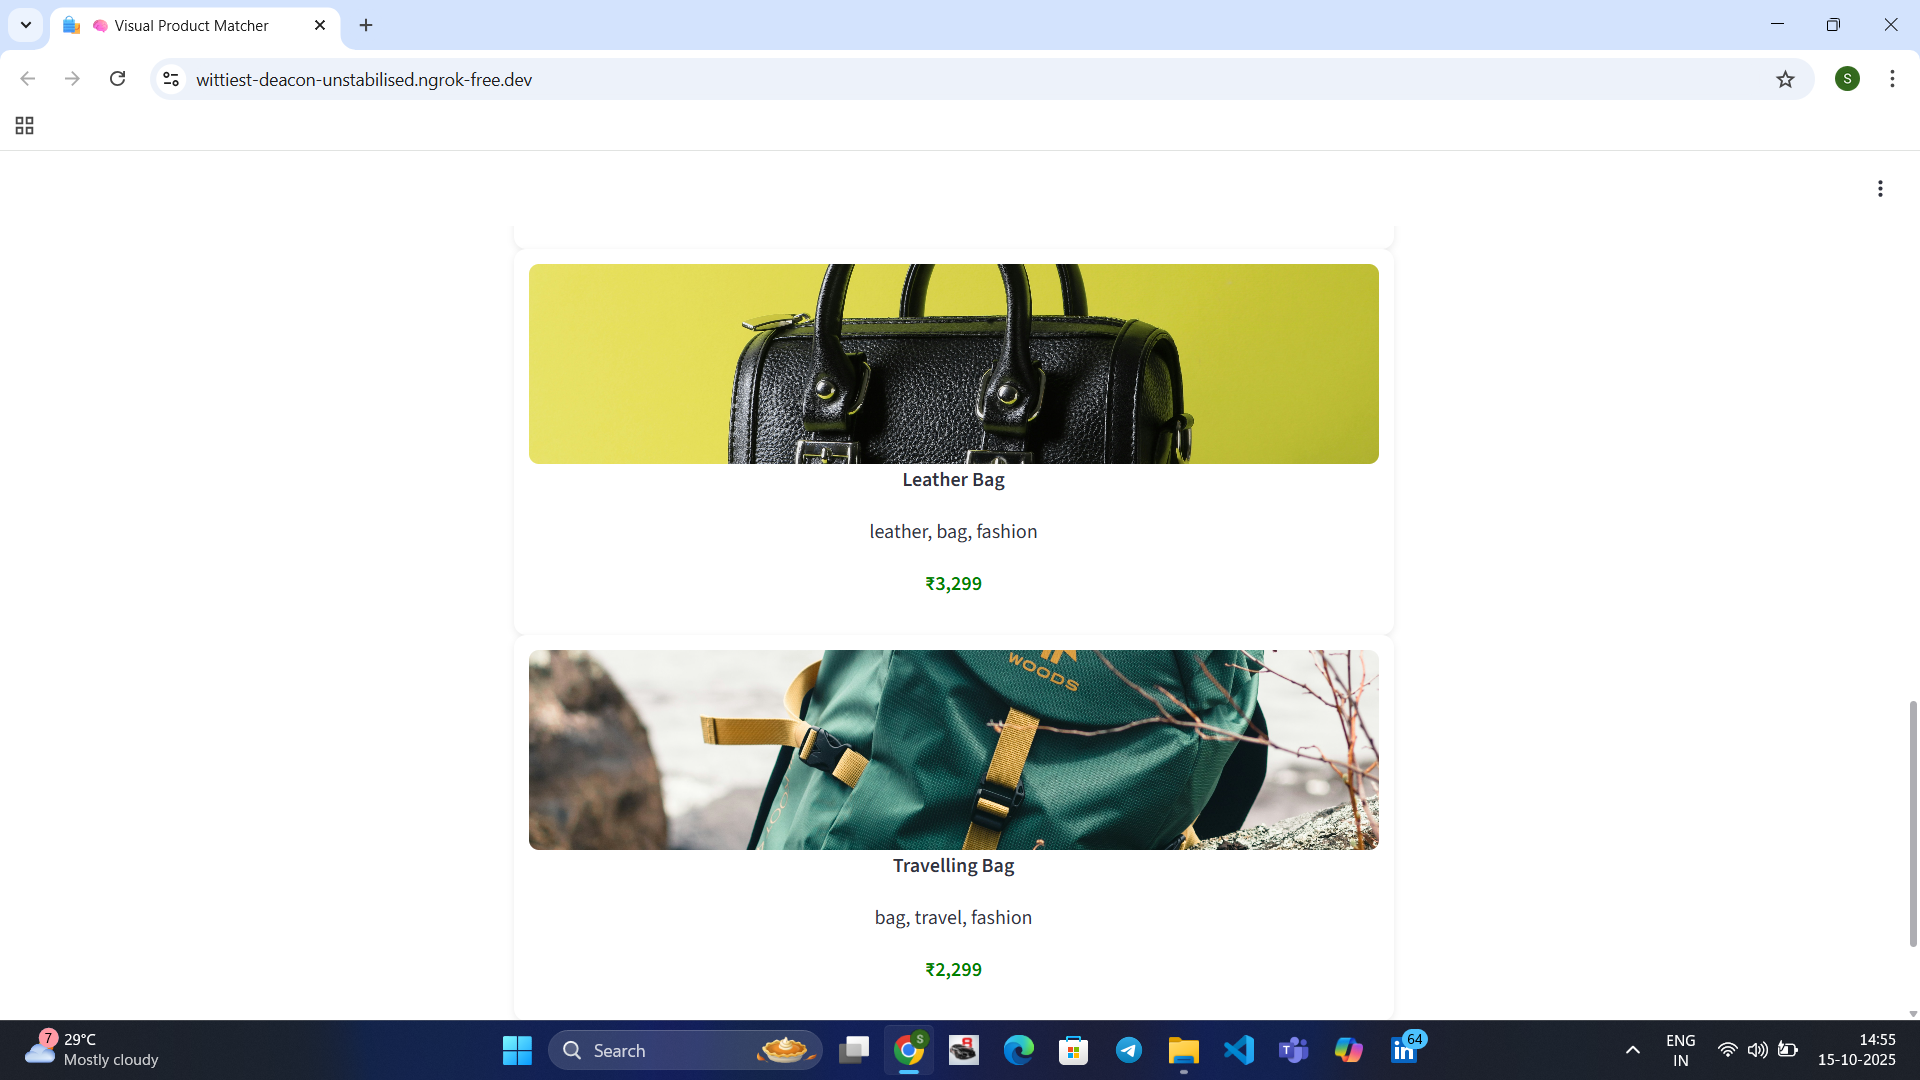 Visual Product Matcher
wittiest-deacon-unstabilised.ngrok-free.dev
S
Leather Bag
leather, bag, fashion
₹3,299
WOODS
Travelling Bag
bag, travel, fashion
₹2,299
7
29°C
Mostly cloudy
Search
S
64
ENG
IN
14:55
15-10-2025